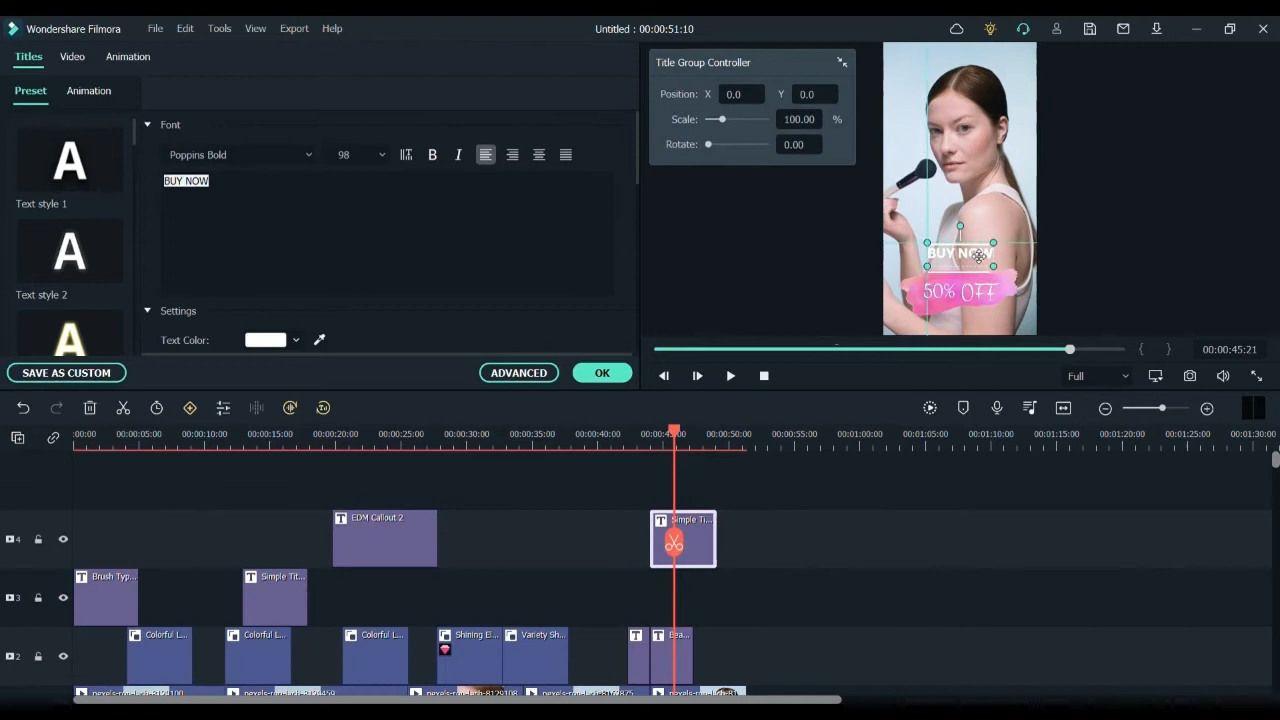 Wondershare Filmora File Edit Tools View Export Help Untitled : 00:00:51:10
Titles Video Animation
Preset Animation
Font
Poppins Bold 98
BUY NOW
Text style 1
Text style 2
Settings
Text Color:
SAVE AS CUSTOM ADVANCED OK
Title Group Controller
Position: X 0.0 Y 0.0
Scale: 100.00 %
Rotate: 0.00
BUY NOW
50% OFF
00:00:45:21
Full
:00:00 00:00:05:00 00:00:10:00 00:00:15:00 00:00:20:00 00:00:25:00 00:00:30:00 00:00:35:00 00:00:40:00 00:00:50:00 00:00:55:00 00:01:00:00 00:01:05:00 00:01:10:00 00:01:15:00 00:01:20:00 00:01:25:00 00:01:30:00
4 EDM Callout 2 Simple Ti...
3 Brush Typ... Simple Tit...
2 Colorful L... Colorful L... Colorful L... Shining El... Variety Sh... Bea...